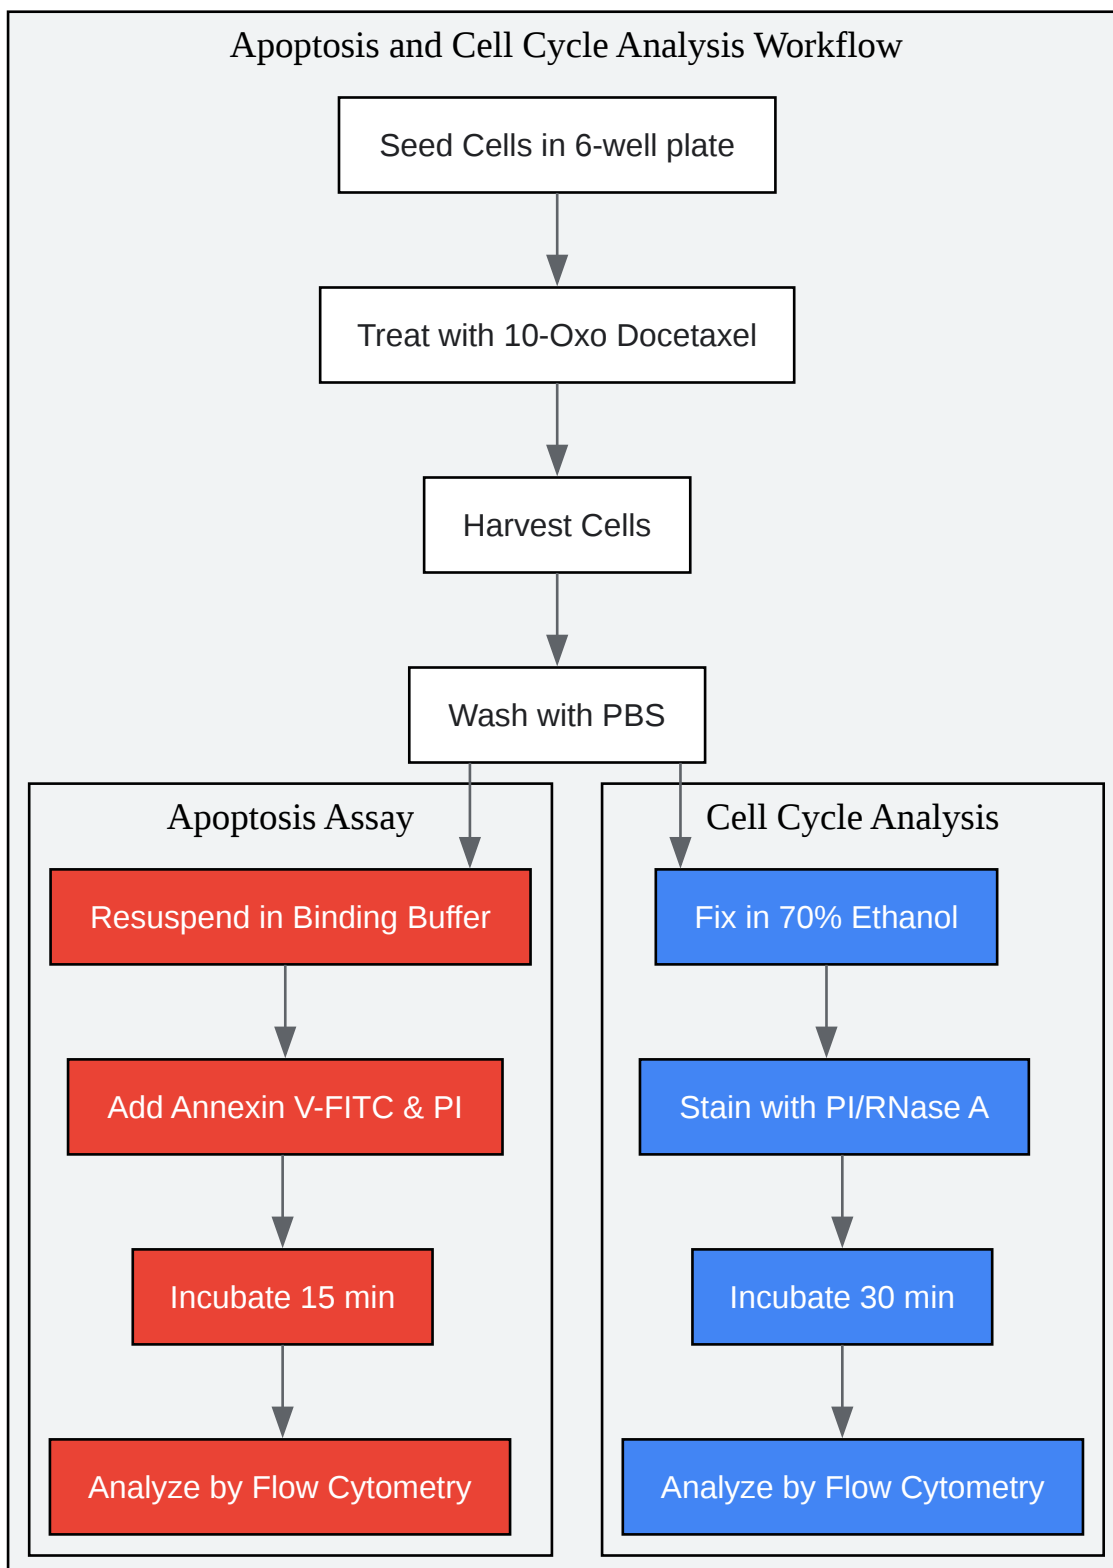 Apoptosis and Cell Cycle Analysis Workflow
Seed Cells in 6-well plate
Treat with 10-Oxo Docetaxel
Harvest Cells
Wash with PBS
Apoptosis Assay
Resuspend in Binding Buffer
Add Annexin V-FITC & PI
Incubate 15 min
Analyze by Flow Cytometry
Cell Cycle Analysis
Fix in 70% Ethanol
Stain with PI/RNase A
Incubate 30 min
Analyze by Flow Cytometry